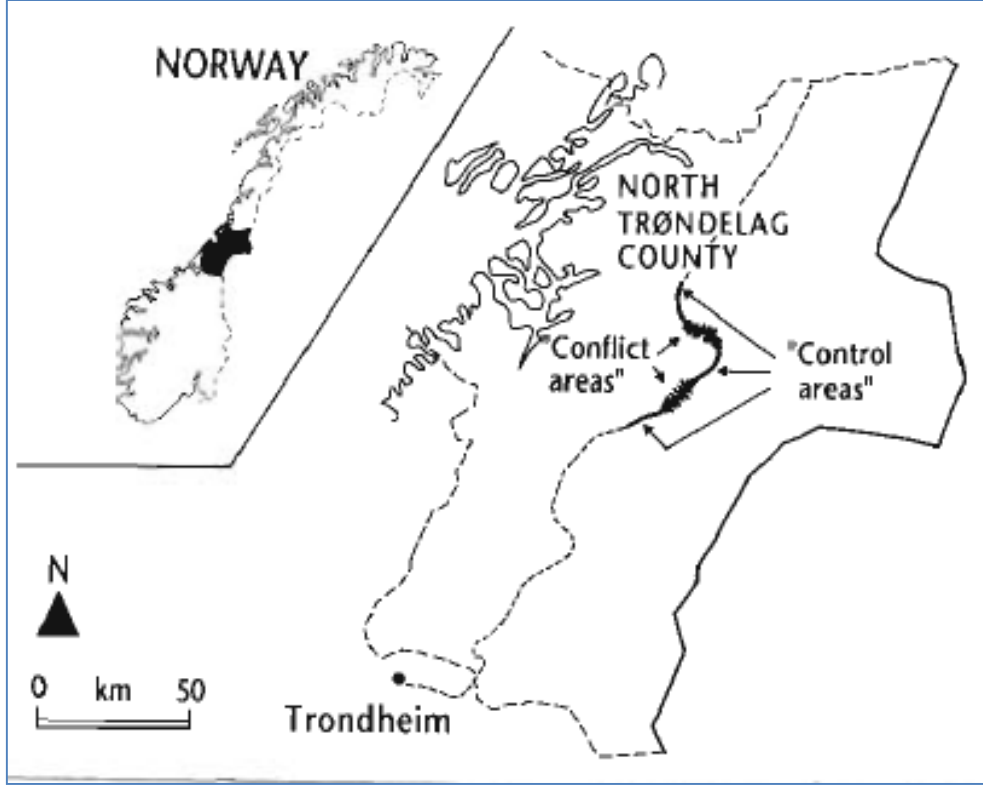 NORWAY
NORTH
TRØNDELAG
COUNTY
"Conflict
areas"
"Control
areas"
N
0 km 50
Trondheim